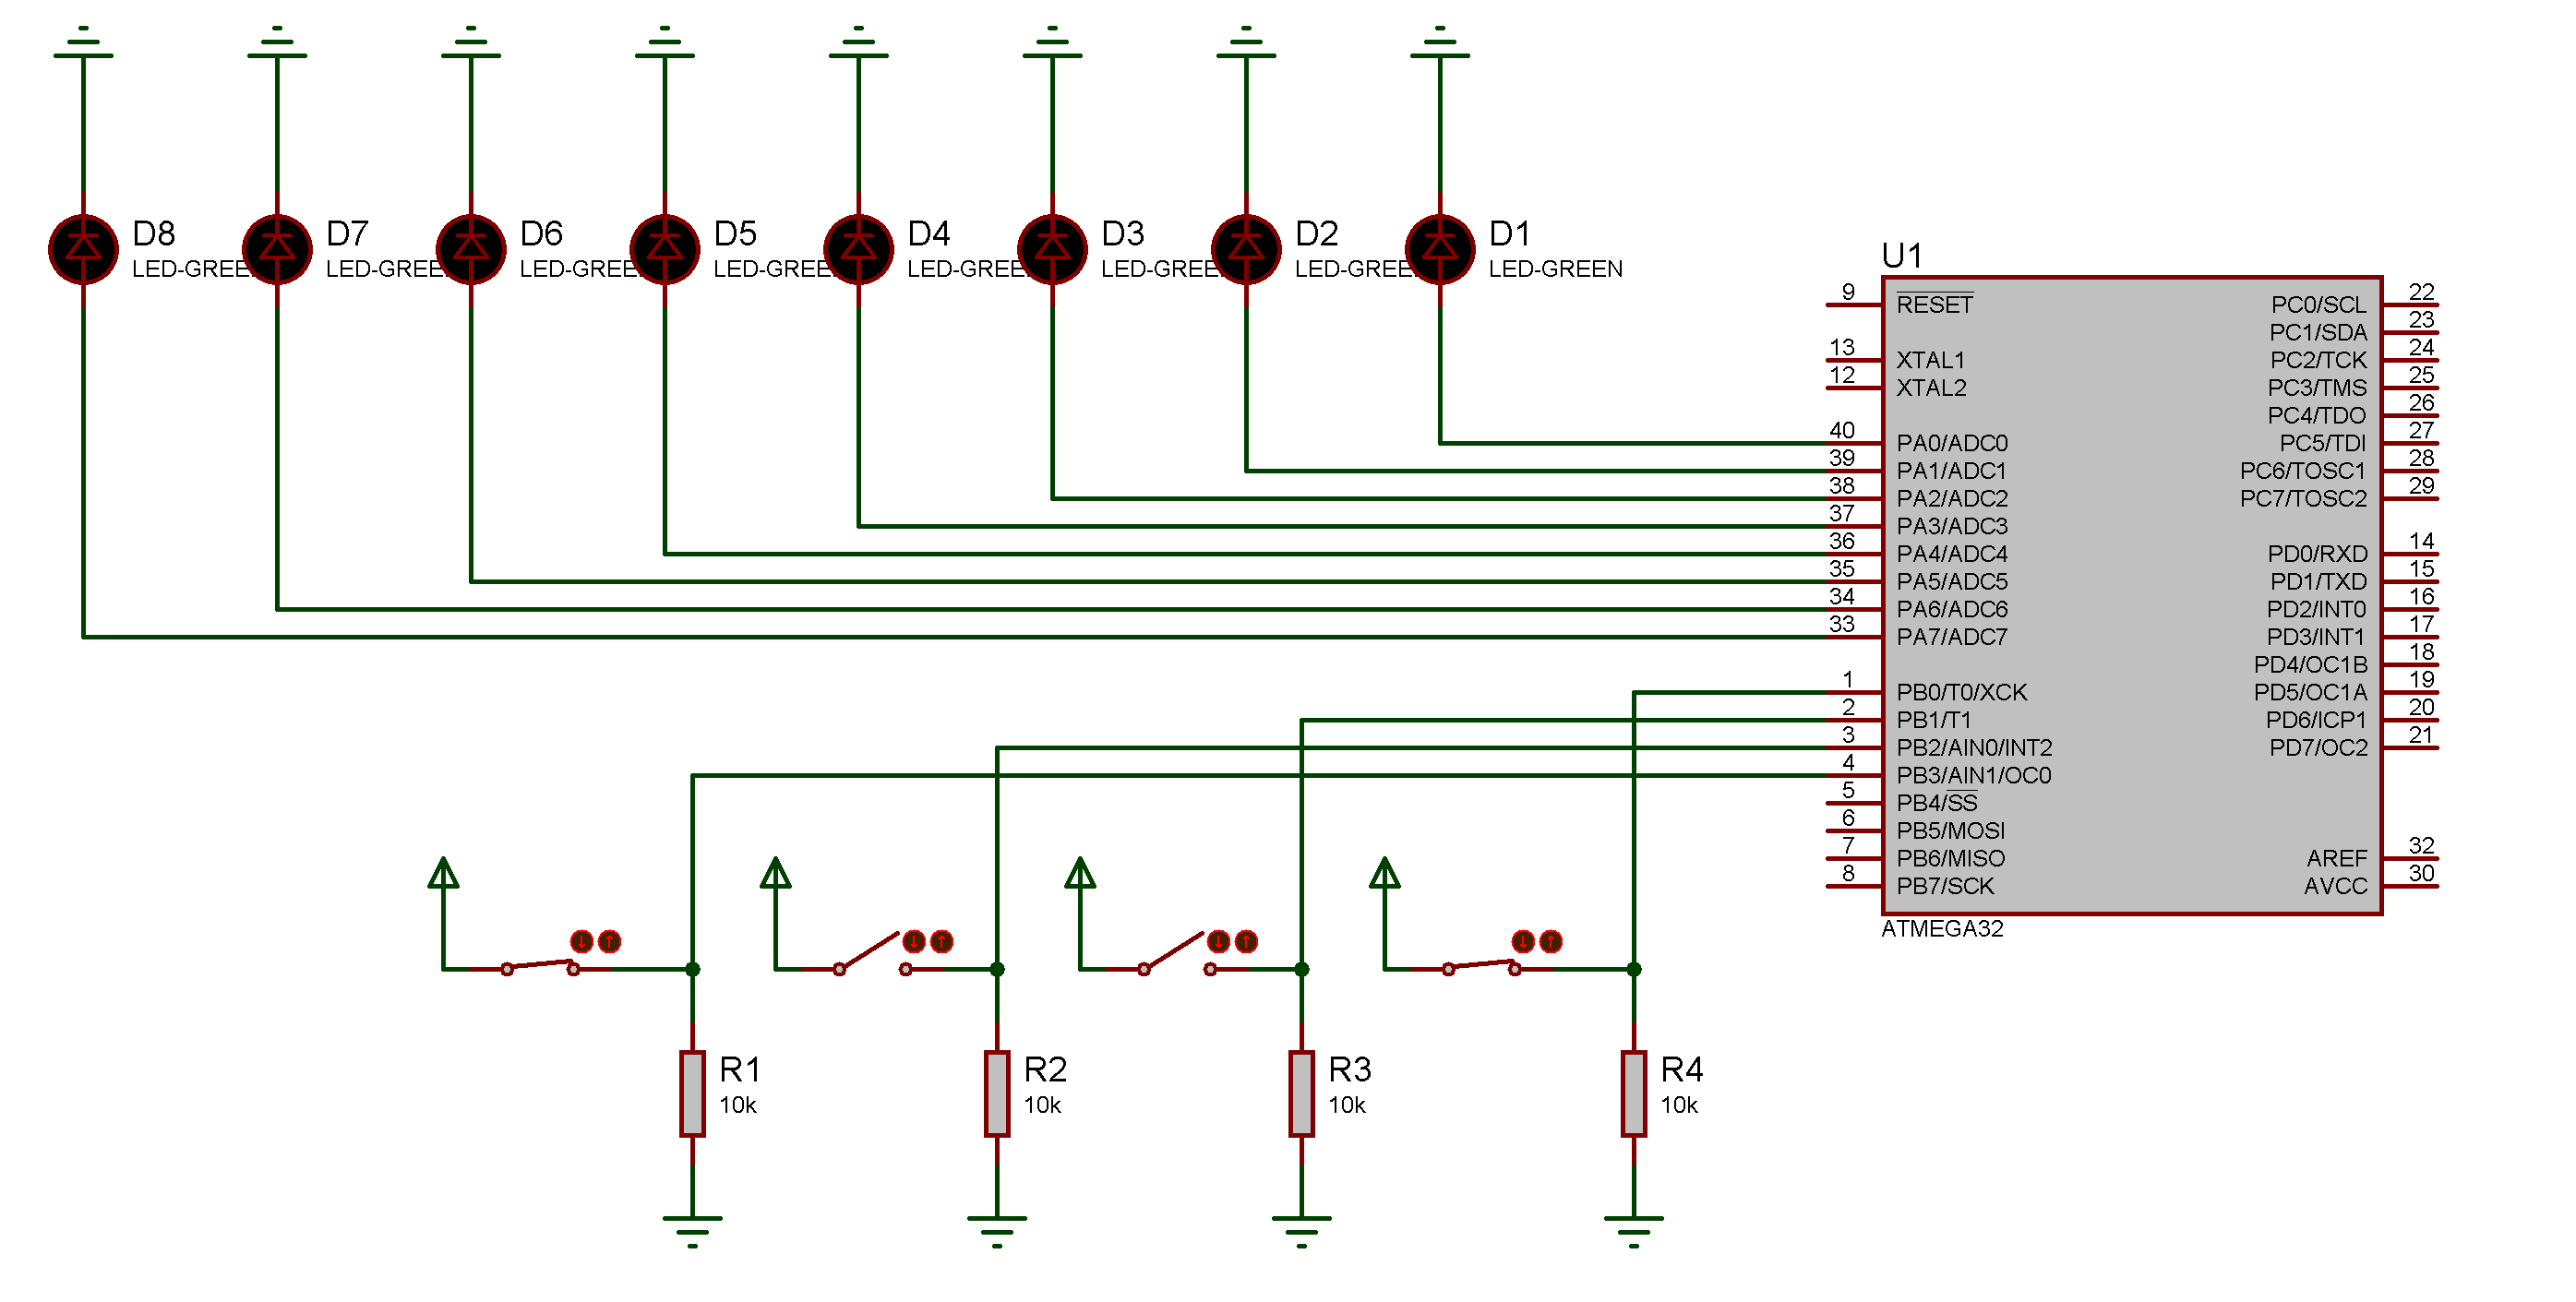 D8
LED-GREE
D7
LED-GREE
D6
LED-GREE
D5
LED-GREE
D4
LED-GREE
D3
LED-GREE
D2
LED-GREE
D1
LED-GREEN
U1
9 RESET
13 XTAL1
12 XTAL2
40 PA0/ADC0
39 PA1/ADC1
38 PA2/ADC2
37 PA3/ADC3
36 PA4/ADC4
35 PA5/ADC5
34 PA6/ADC6
33 PA7/ADC7
1 PB0/T0/XCK
2 PB1/T1
3 PB2/AIN0/INT2
4 PB3/AIN1/OC0
5 PB4/SS
6 PB5/MOSI
7 PB6/MISO
8 PB7/SCK
PC0/SCL 22
PC1/SDA 23
PC2/TCK 24
PC3/TMS 25
PC4/TDO 26
PC5/TDI 27
PC6/TOSC1 28
PC7/TOSC2 29
PD0/RXD 14
PD1/TXD 15
PD2/INT0 16
PD3/INT1 17
PD4/OC1B 18
PD5/OC1A 19
PD6/ICP1 20
PD7/OC2 21
AREF 32
AVCC 30
ATMEGA32
R1
10k
R2
10k
R3
10k
R4
10k